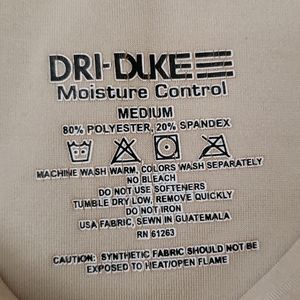 DRI-DUKE
Moisture Control
MEDIUM
80% POLYESTER, 20% SPANDEX
MACHINE WASH WARM, COLORS WASH SEPARATELY
NO BLEACH
DO NOT USE SOFTENERS
TUMBLE DRY LOW, REMOVE QUICKLY
DO NOT IRON
USA FABRIC, SEWN IN GUATEMALA
RN 61263
CAUTION: SYNTHETIC FABRIC SHOULD NOT BE
EXPOSED TO HEAT/OPEN FLAME